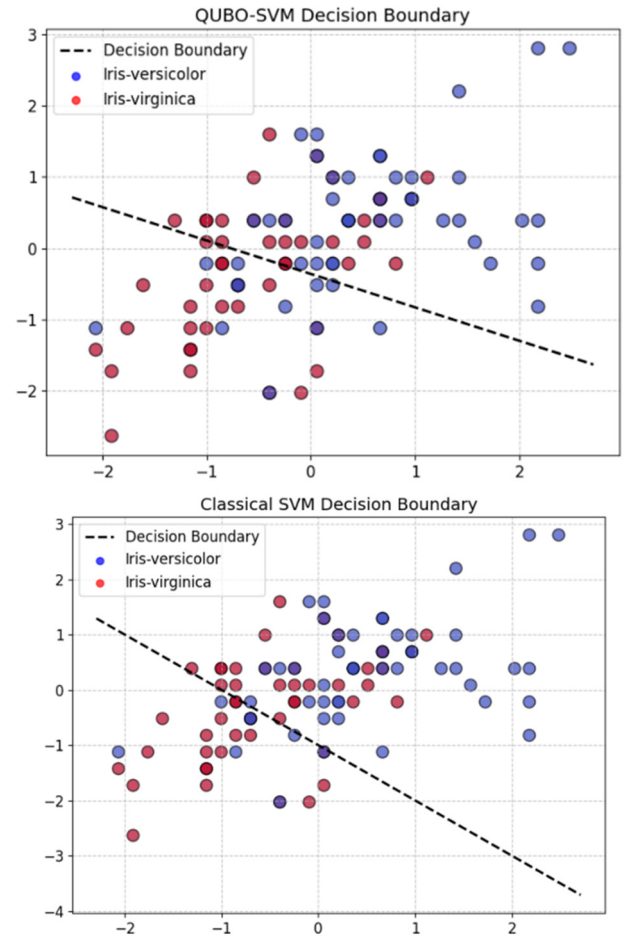 QUBO-SVM Decision Boundary
3
Decision Boundary
Iris-versicolor
Iris-virginica
2
1
0
−1
−2
−2 −1 0 1 2
Classical SVM Decision Boundary
3
Decision Boundary
Iris-versicolor
Iris-virginica
2
1
0
−1
−2
−3
−4
−2 −1 0 1 2